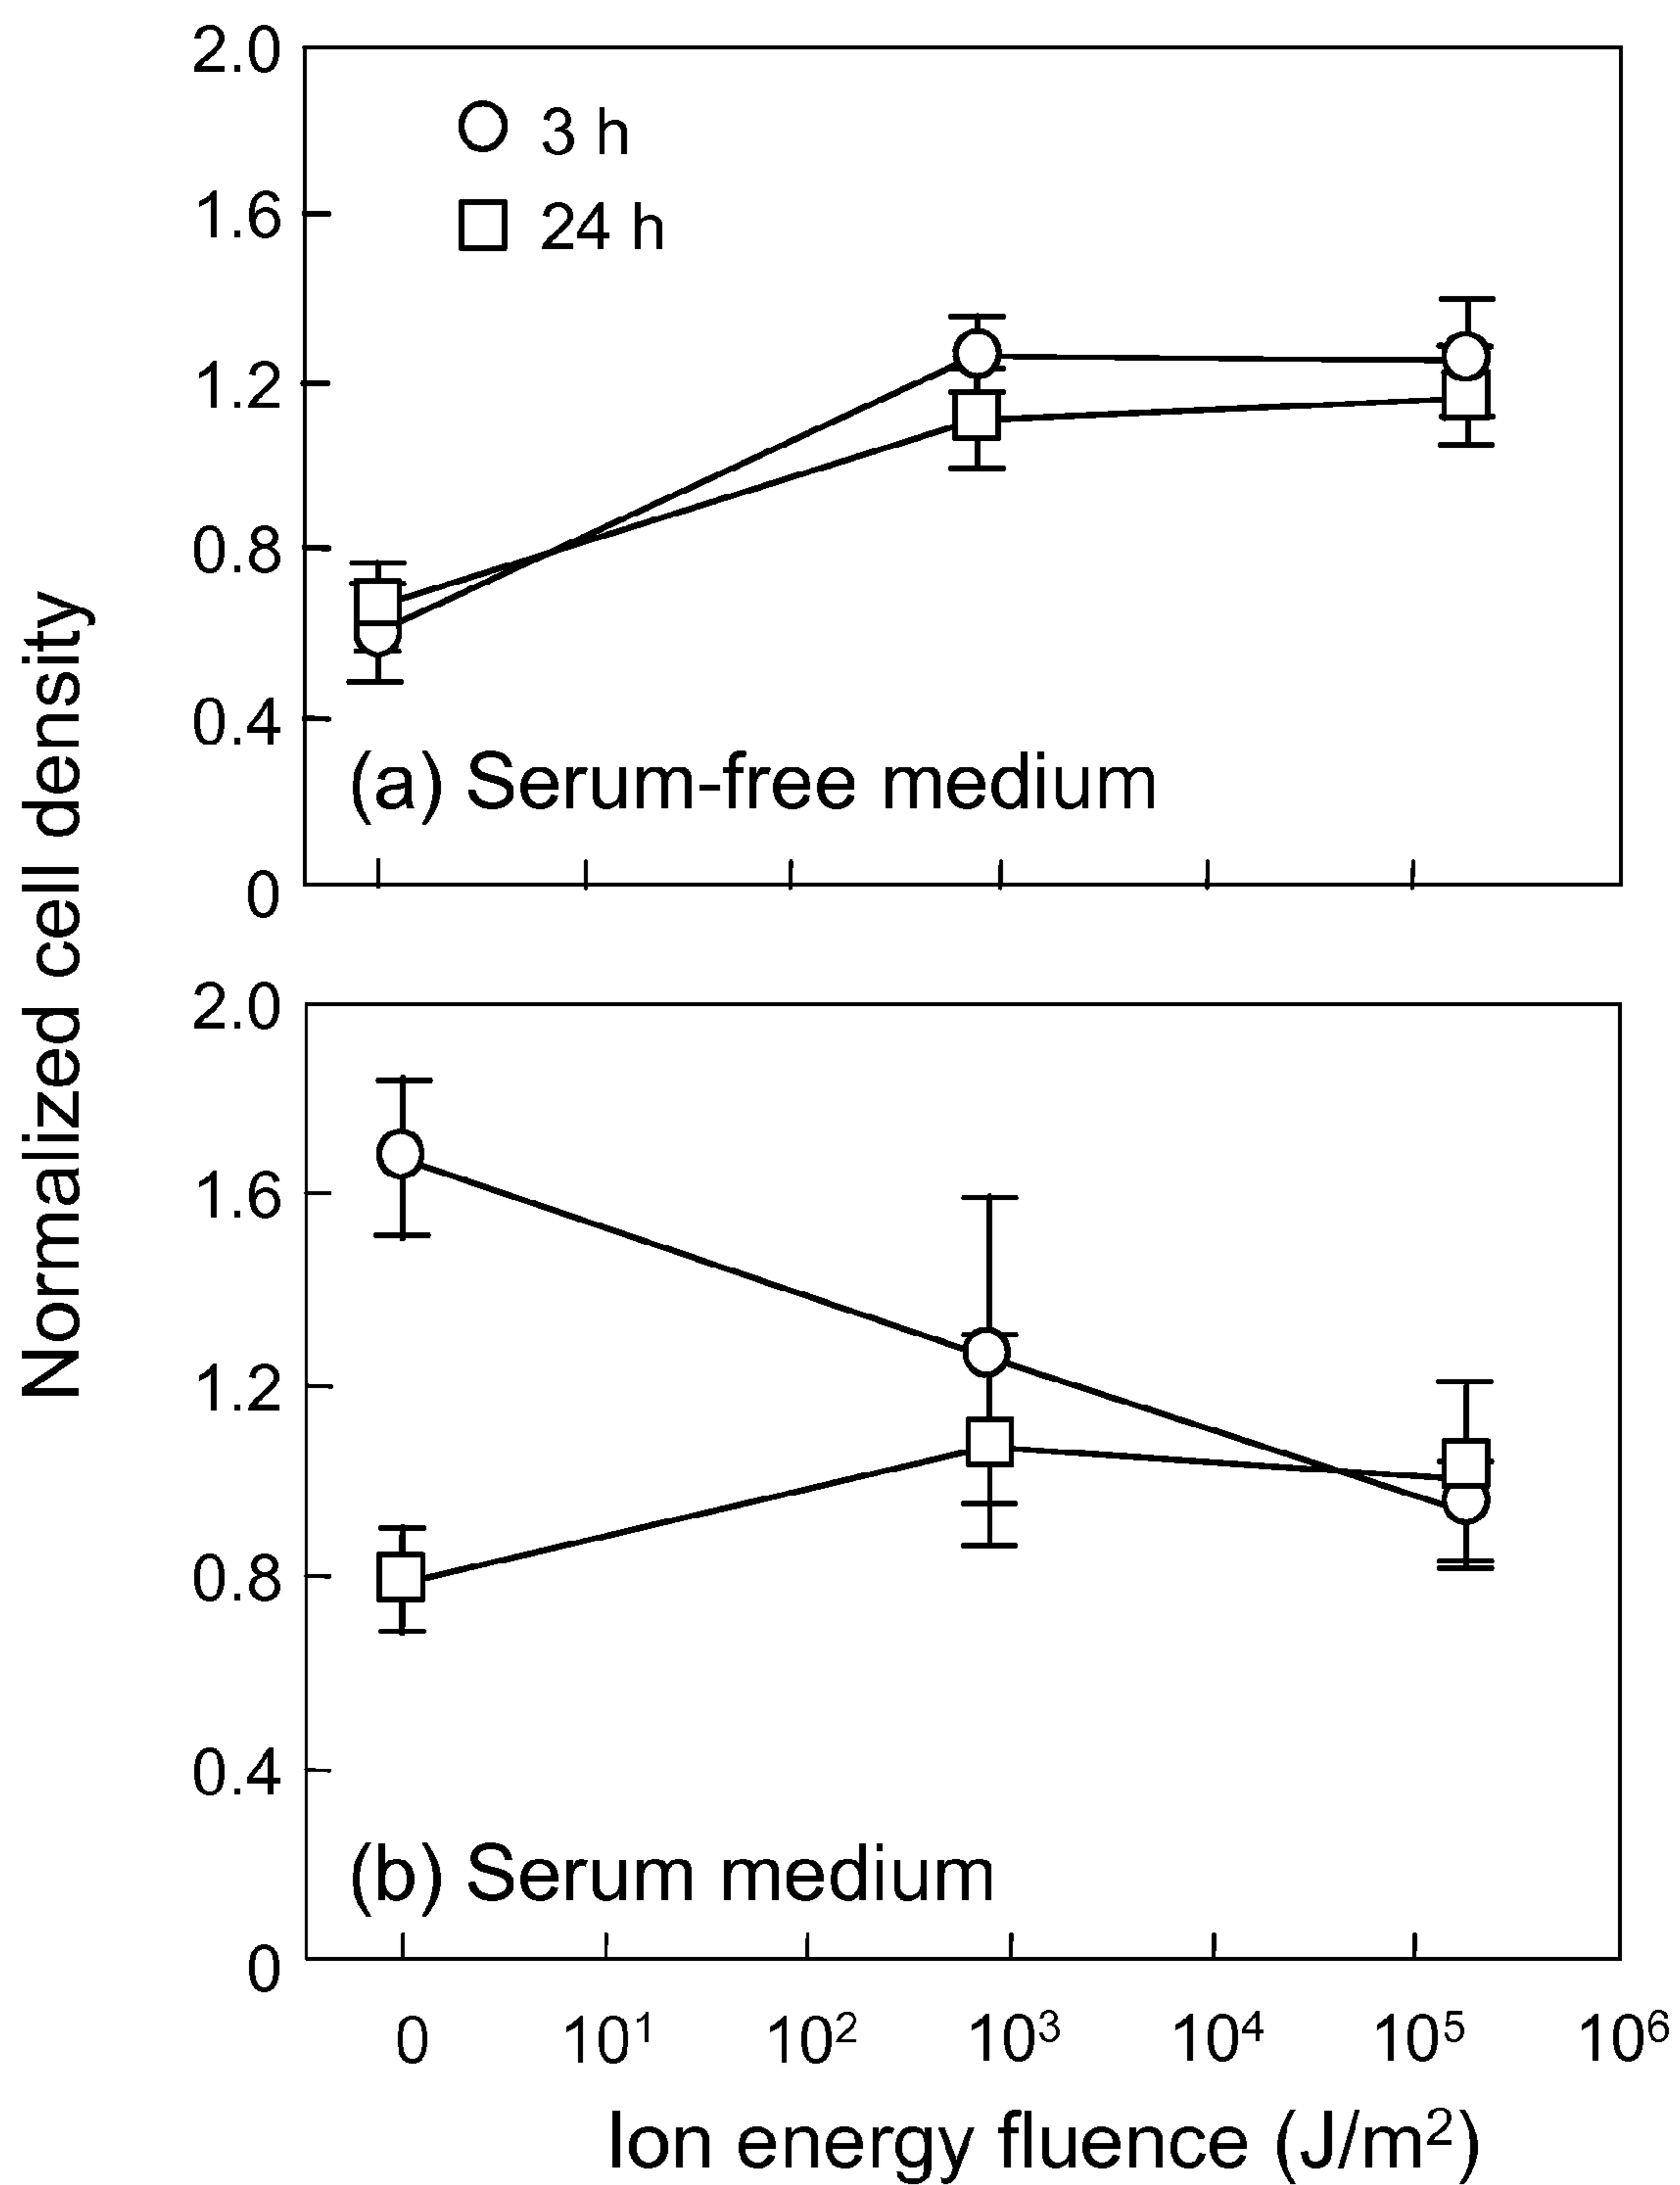 Normalized cell density
2.0
1.6
1.2
0.8
0.4
0
3 h
24 h
(a) Serum-free medium
2.0
1.6
1.2
0.8
0.4
0
(b) Serum medium
0 10¹ 10² 10³ 10⁴ 10⁵ 10⁶
Ion energy fluence (J/m²)